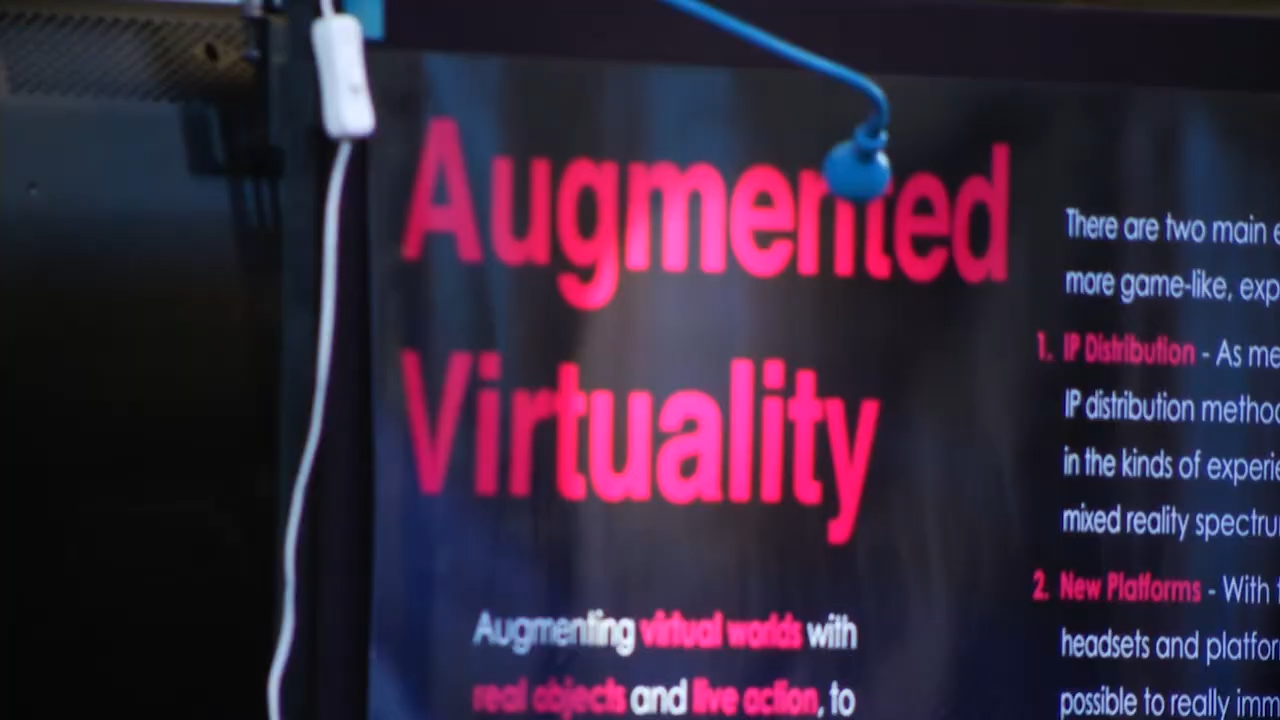 Augmented
Virtuality
Augmenting virtual worlds with
real objects and live action, to
There are two main
more game-like,
1. IP Distribution - As
IP distribution
in the kinds of
mixed reality
2. New Platforms - With
headsets and
possible to really